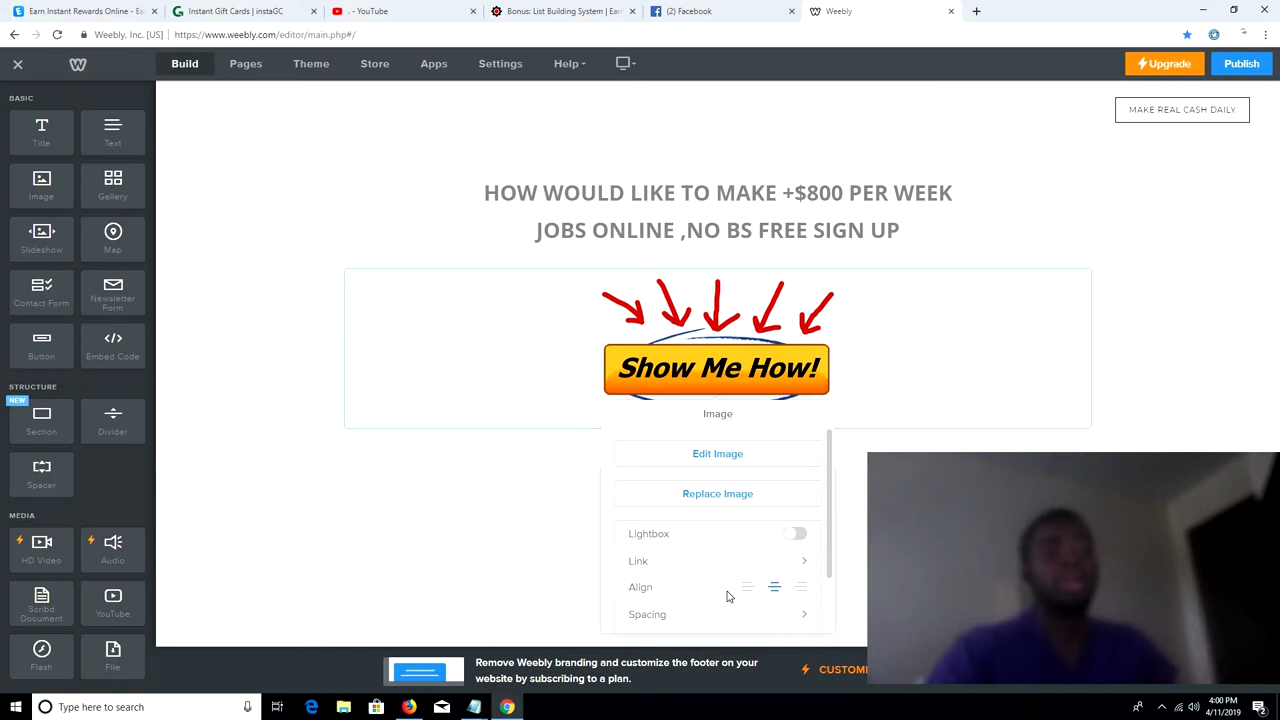 Earn Instant Rewards Online - Ea
Instant Gift Cards | instaGC
. - YouTube
Bonus: List Building System | Earn
(2) Facebook
Weebly
Weebly, Inc. [US] | https://www.weebly.com/editor/main.php#/
Build
Pages
Theme
Store
Apps
Settings
Help
Upgrade
Publish
BASIC
Title
Text
Image
Gallery
Slideshow
Map
Contact Form
Newsletter
Form
Button
Embed Code
STRUCTURE
NEW
Section
Divider
Spacer
MEDIA
HD Video
Audio
Scribd
Document
YouTube
Flash
File
MAKE REAL CASH DAILY
HOW WOULD LIKE TO MAKE +$800 PER WEEK
JOBS ONLINE ,NO BS FREE SIGN UP
Show Me How!
Image
Edit Image
Replace Image
Lightbox
Link
Align
Spacing
Remove Weebly branding and customize the footer on your
website by subscribing to a plan.
CUSTOM
Type here to search
4:00 PM
4/11/2019
2